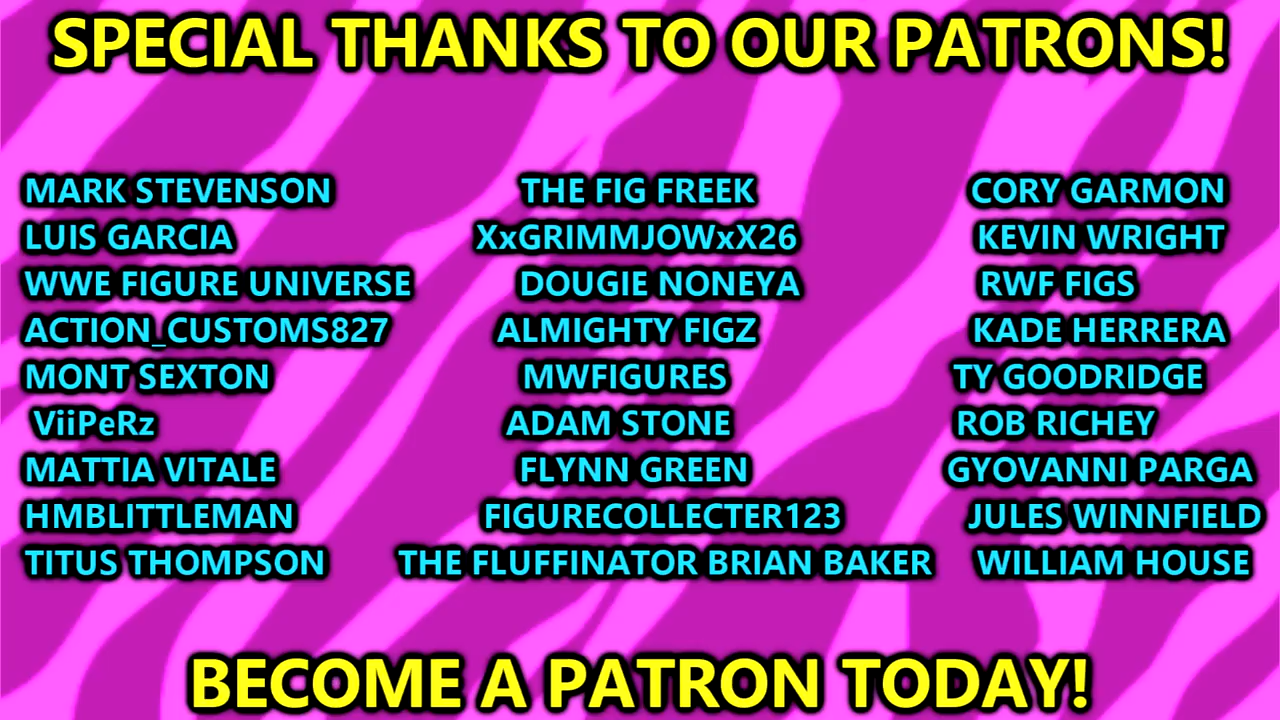 SPECIAL THANKS TO OUR PATRONS!
MARK STEVENSON THE FIG FREEK CORY GARMON
LUIS GARCIA XxGRIMMJOWxX26 KEVIN WRIGHT
WWE FIGURE UNIVERSE DOUGIE NONEYA RWF FIGS
ACTION_CUSTOMS827 ALMIGHTY FIGZ KADE HERRERA
MONT SEXTON MWFIGURES TY GOODRIDGE
ViiPeRz ADAM STONE ROB RICHEY
MATTIA VITALE FLYNN GREEN GYOVANNI PARGA
HMBLITTLEMAN FIGURECOLLECTER123 JULES WINNFIELD
TITUS THOMPSON THE FLUFFINATOR BRIAN BAKER WILLIAM HOUSE
BECOME A PATRON TODAY!